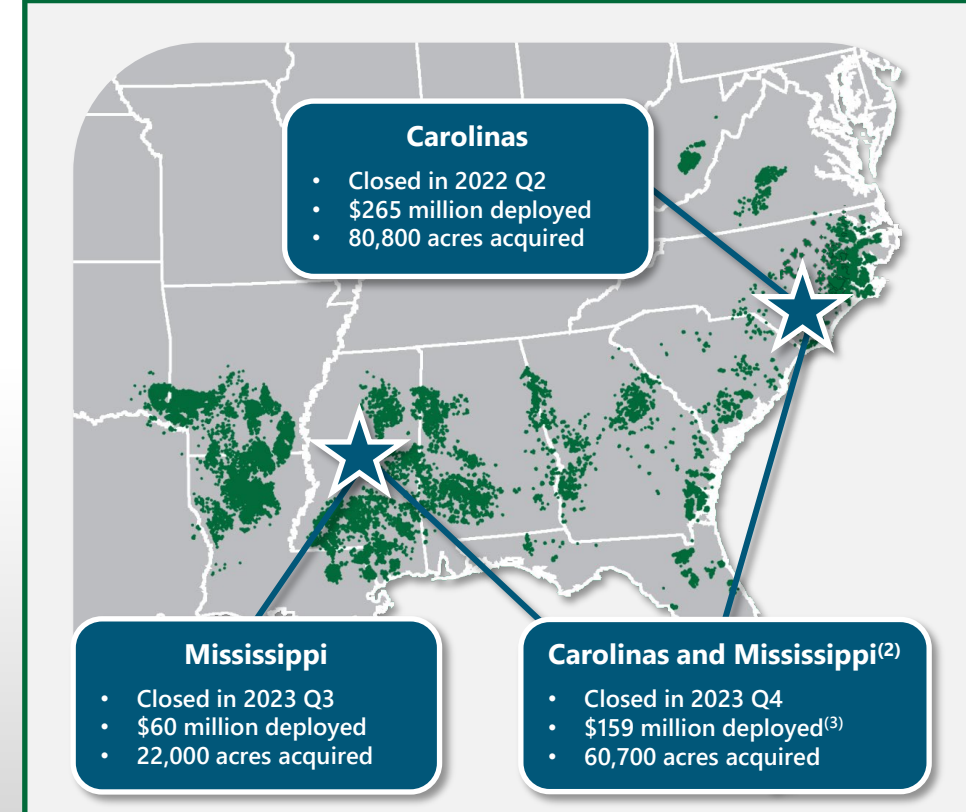 Carolinas
• Closed in 2022 Q2
• $265 million deployed
• 80,800 acres acquired
Mississippi
• Closed in 2023 Q3
• $60 million deployed
• 22,000 acres acquired
Carolinas and Mississippi(2)
• Closed in 2023 Q4
• $159 million deployed(3)
• 60,700 acres acquired